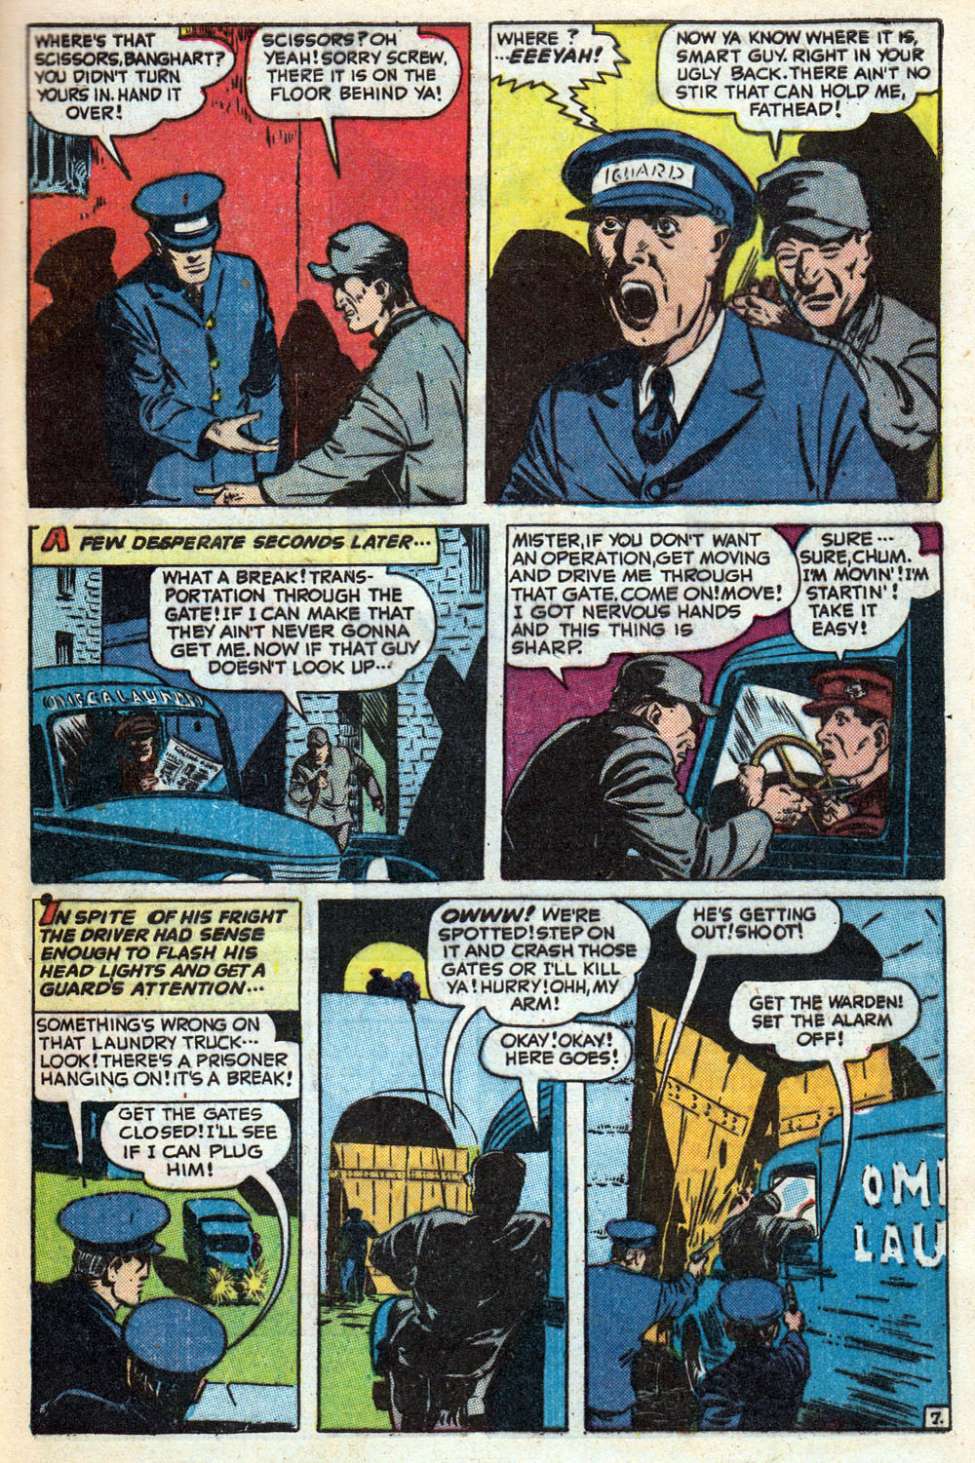 WHERE'S THAT
SCISSORS, BANGHART?
YOU DIDN'T TURN
YOURS IN. HAND IT
OVER!
SCISSORS? OH
YEAH! SORRY SCREW,
THERE IT IS ON THE
FLOOR BEHIND YA!
WHERE?
...EEEYAH!
NOW YA KNOW WHERE IT IS,
SMART GUY. RIGHT IN YOUR
UGLY BACK. THERE AIN'T NO
STIR THAT CAN HOLD ME,
FATHEAD!
GUARD
A FEW DESPERATE SECONDS LATER...
WHAT A BREAK! TRANS-
PORTATION THROUGH THE
GATE! IF I CAN MAKE THAT
THEY AIN'T NEVER GONNA
GET ME. NOW IF THAT GUY
DOESN'T LOOK UP...
OMEGA LAUNDRY
MISTER, IF YOU DON'T WANT
AN OPERATION, GET MOVING
AND DRIVE ME THROUGH
THAT GATE. COME ON! MOVE!
I GOT NERVOUS HANDS
AND THIS THING IS
SHARP.
SURE...
SURE, CHUM.
I'M MOVIN'! I'M
STARTIN'!
TAKE IT
EASY!
IN SPITE OF HIS FRIGHT
THE DRIVER HAD SENSE
ENOUGH TO FLASH HIS
HEAD LIGHTS AND GET A
GUARD'S ATTENTION...
SOMETHING'S WRONG ON
THAT LAUNDRY TRUCK...
LOOK! THERE'S A PRISONER
HANGING ON! IT'S A BREAK!
GET THE GATES
CLOSED! I'LL SEE
IF I CAN PLUG
HIM!
OWWW! WE'RE
SPOTTED! STEP ON
IT AND CRASH THOSE
GATES OR I'LL KILL
YA! HURRY! OHH, MY
ARM!
OKAY! OKAY!
HERE GOES!
HE'S GETTING
OUT! SHOOT!
GET THE WARDEN!
SET THE ALARM
OFF!
OME
LAU
7.